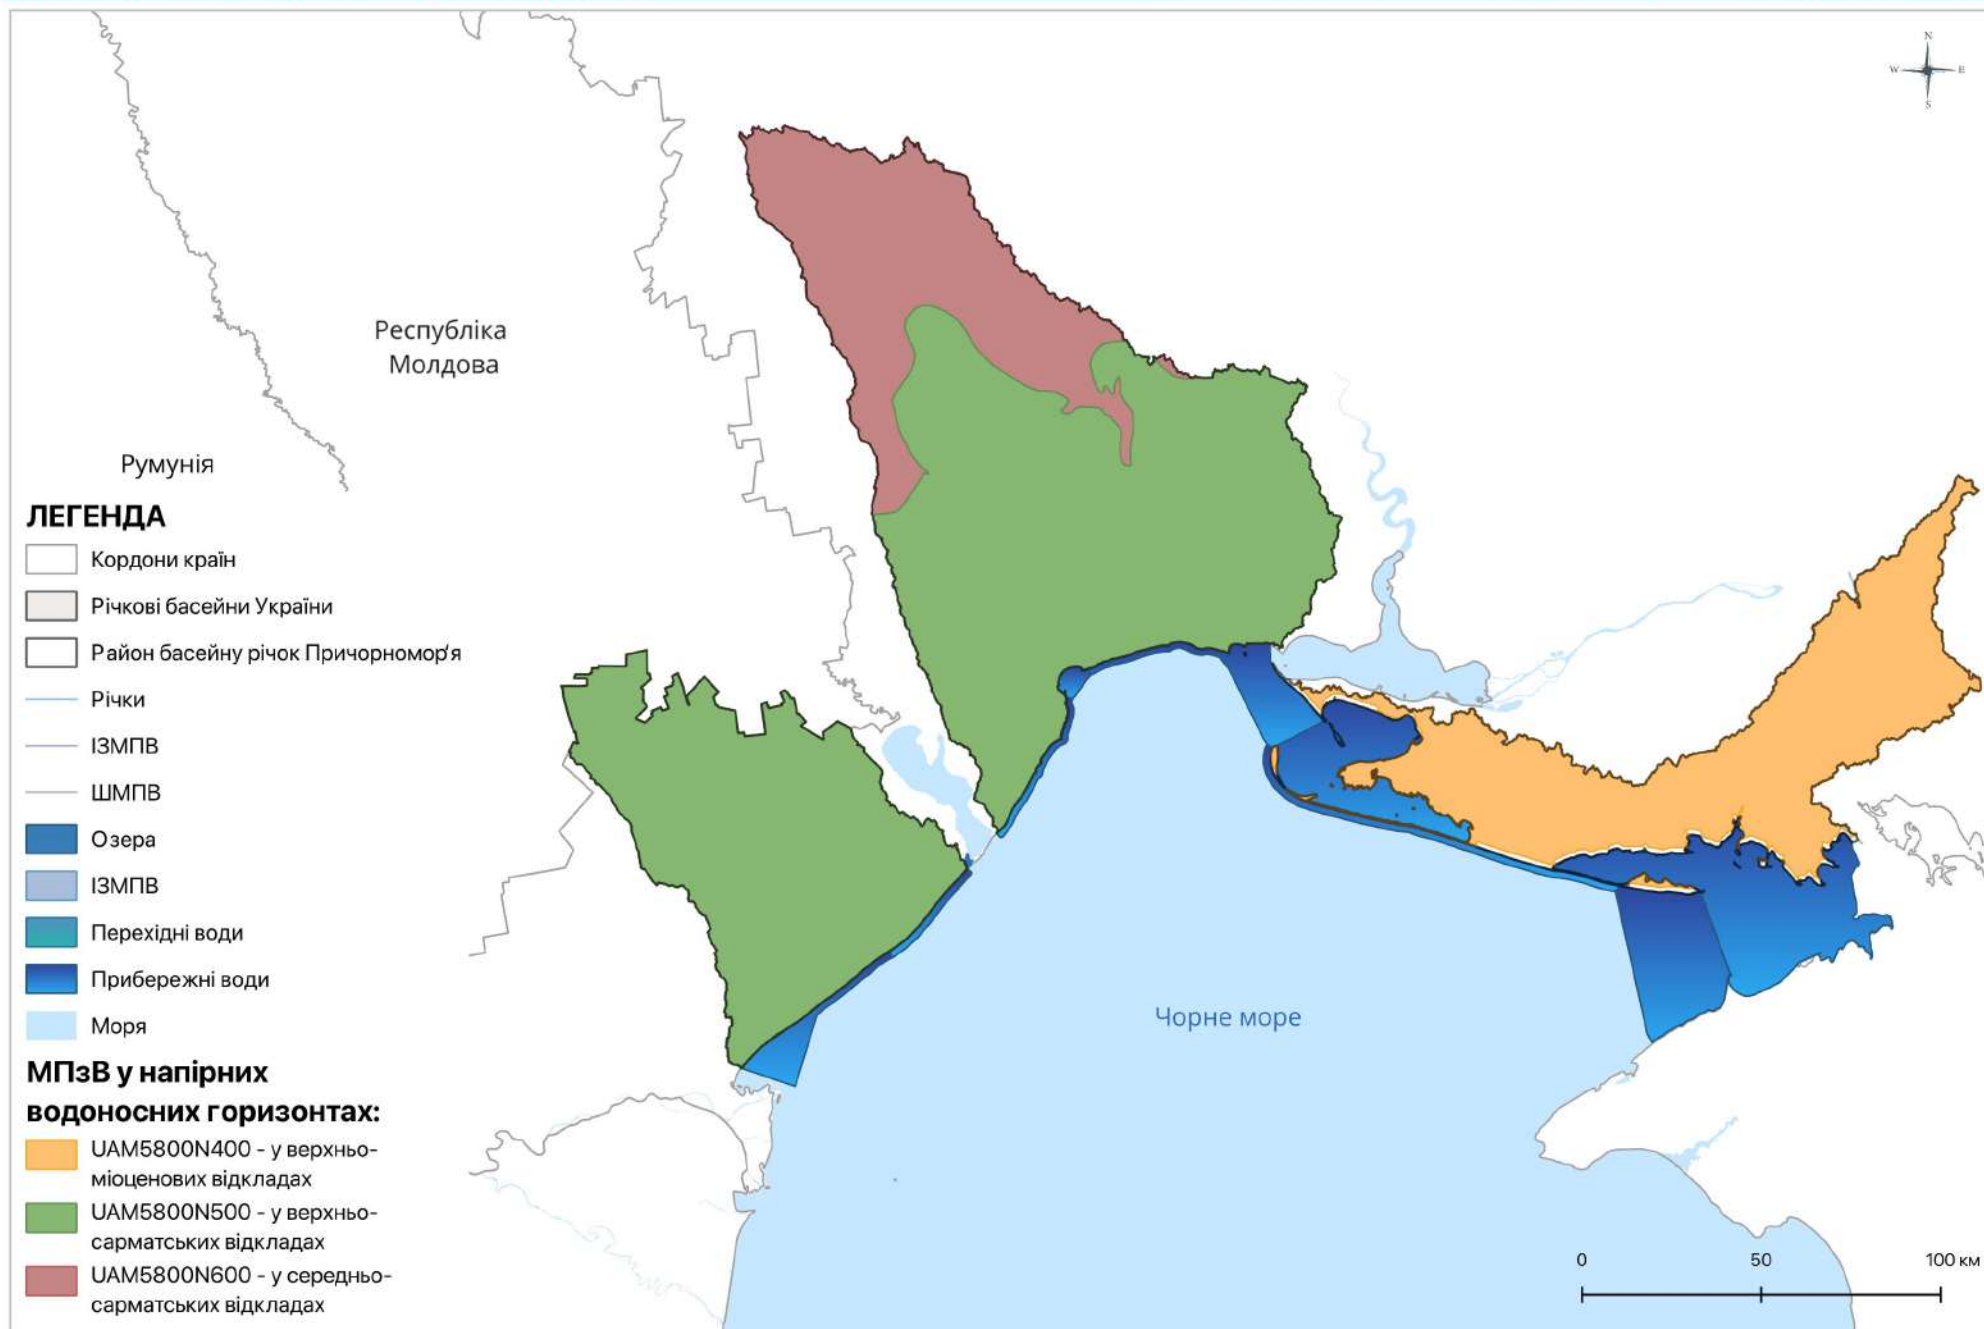 N
W
E
S
Республіка
Молдова
Румунія
ЛЕГЕНДА
Кордони країн
Річкові басейни України
Район басейну річок Причорномор'я
Річки
ІЗМПВ
ШМПВ
Озера
ІЗМПВ
Перехідні води
Прибережні води
Моря
МПзВ у напірних
водоносних горизонтах:
UAM5800N400 - у верхньо-
міоценових відкладах
UAM5800N500 - у верхньо-
сарматських відкладах
UAM5800N600 - у середньо-
сарматських відкладах
Чорне море
0 50 100 км